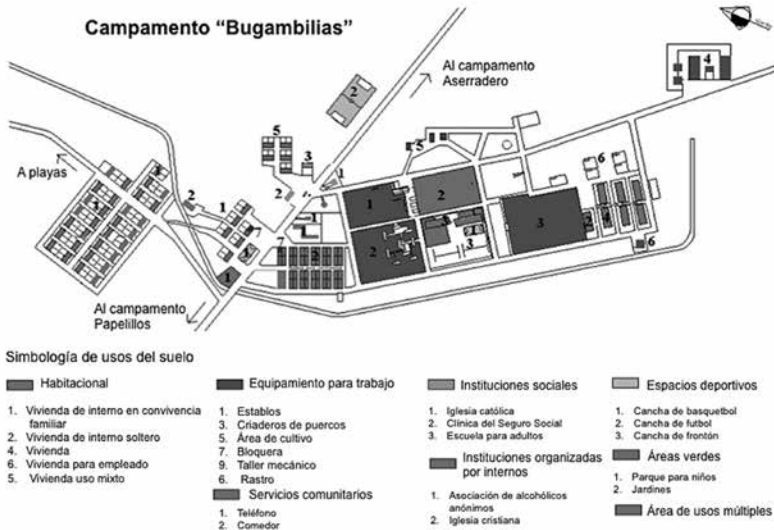 Campamento "Bugambilias"
Al campamento
Aserradero
A playas
Al campamento
Papelillos
Simbología de usos del suelo
Habitacional
1. Vivienda de interno en convivencia
familiar
2. Vivienda de interno soltero
4. Vivienda
6. Vivienda para empleado
5. Vivienda uso mixto
Equipamiento para trabajo
1. Establos
3. Criaderos de puercos
5. Área de cultivo
7. Bloquera
9. Taller mecánico
6. Rastro
Servicios comunitarios
1. Teléfono
2. Comedor
Instituciones sociales
1. Iglesia católica
2. Clínica del Seguro Social
3. Escuela para adultos
Instituciones organizadas
por internos
1. Asociación de alcohólicos
anónimos
2. Iglesia cristiana
Espacios deportivos
1. Cancha de basquetbol
2. Cancha de futbol
3. Cancha de frontón
Áreas verdes
1. Parque para niños
2. Jardines
Área de usos múltiples